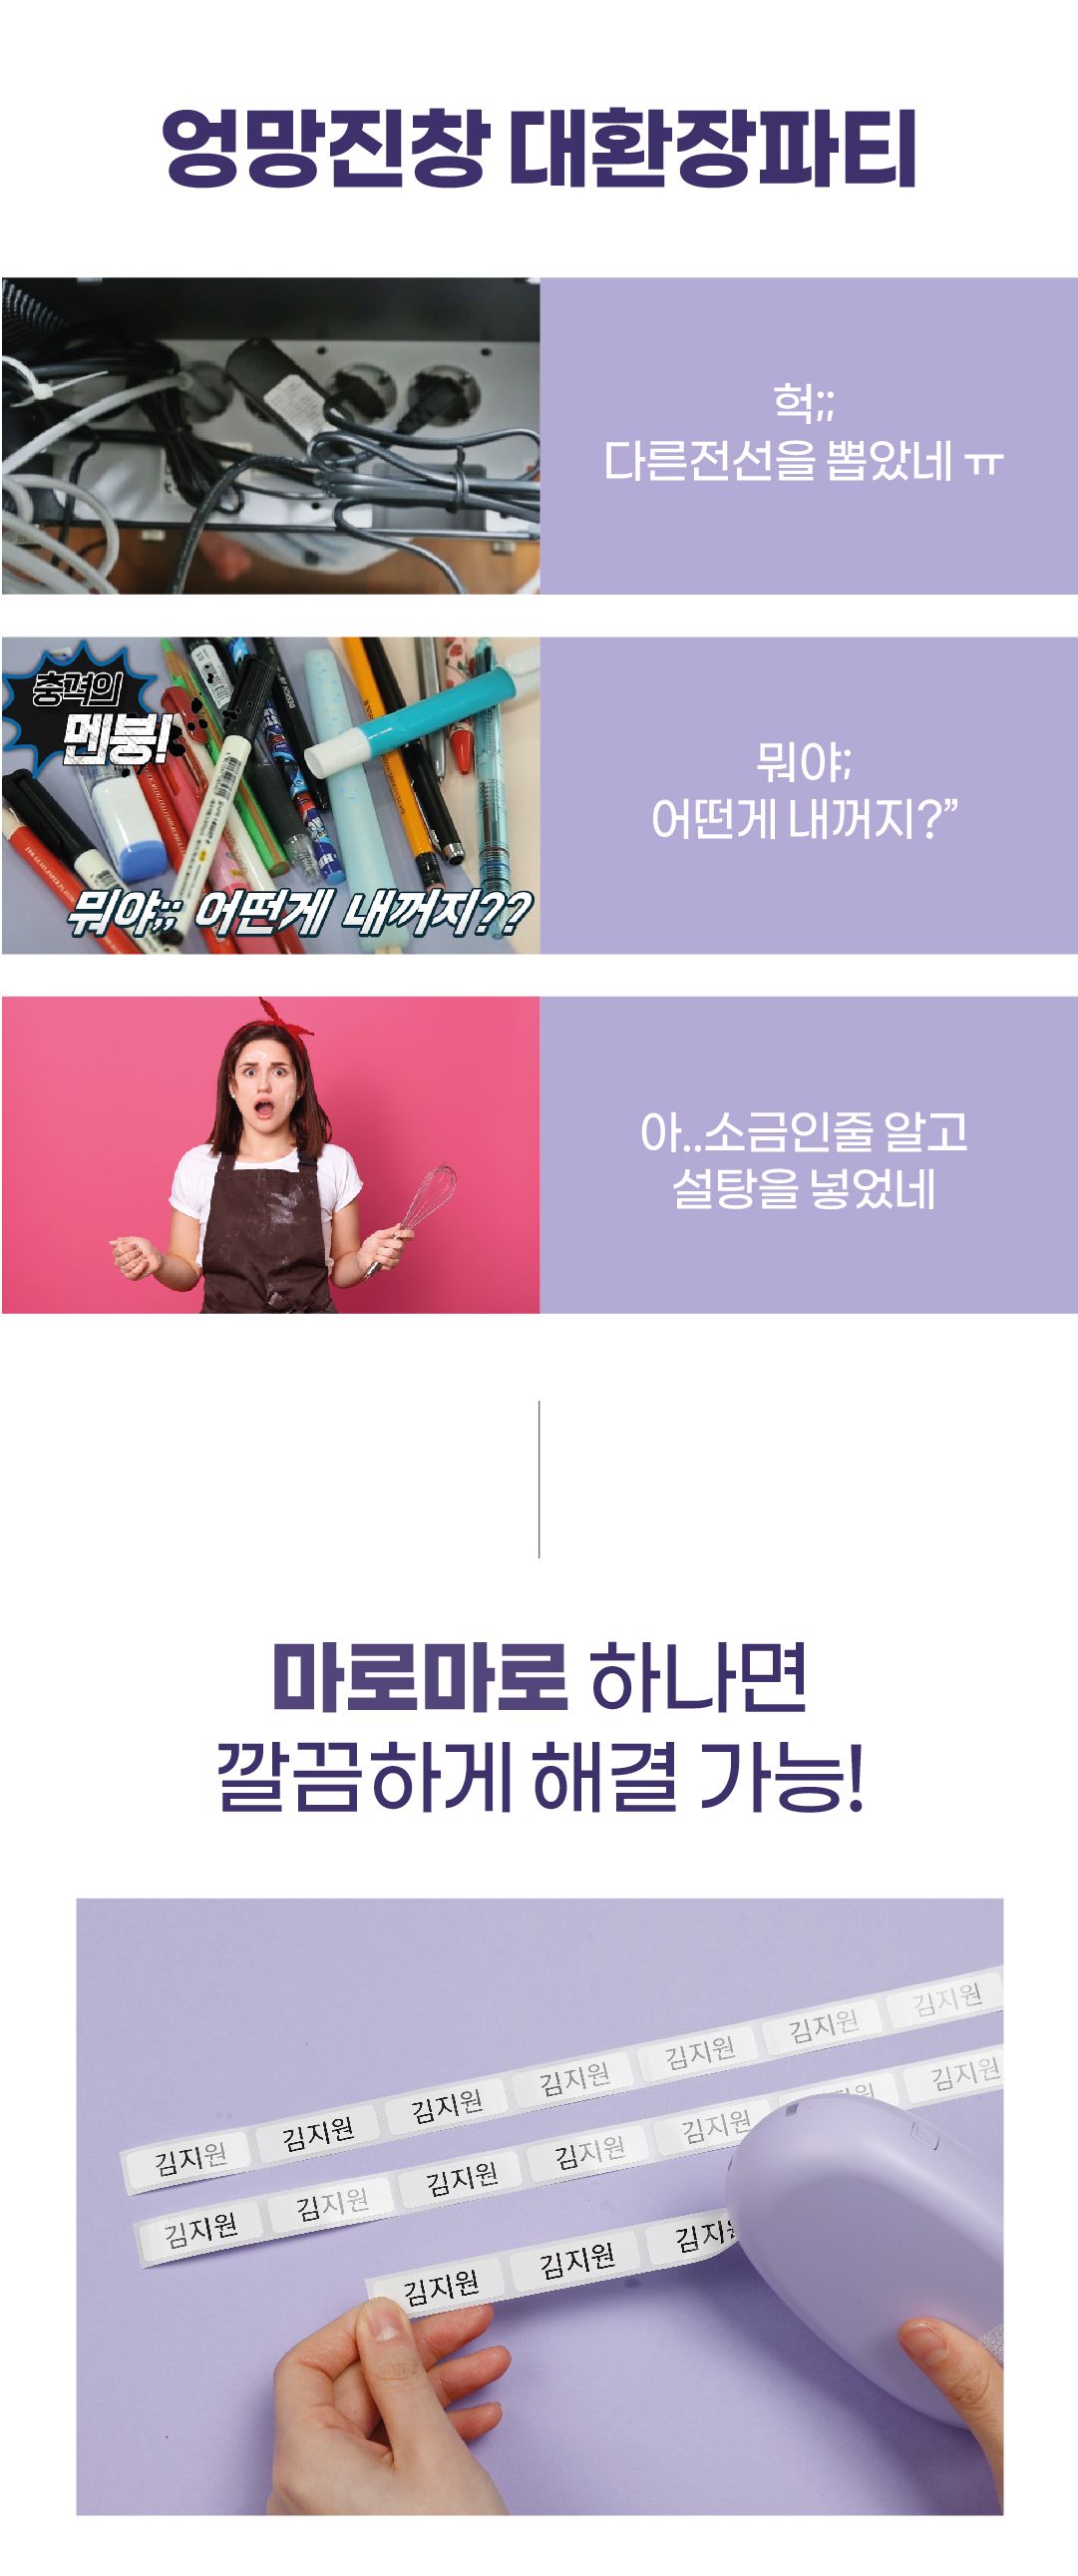 엉망진창 대환장파티
헉;;
다른전선을 뽑았네 ㅠ
충격의
멘붕!
뭐야;; 어떤게 내꺼지??
뭐야;
어떤게 내꺼지?”
아..소금인줄 알고
설탕을 넣었네
마로마로 하나면
깔끔하게 해결 가능!
김지원 김지원 김지원 김지원 김지원 김지원 김지원
김지원 김지원 김지원 김지원 김지원 김지원
김지원 김지원 김지